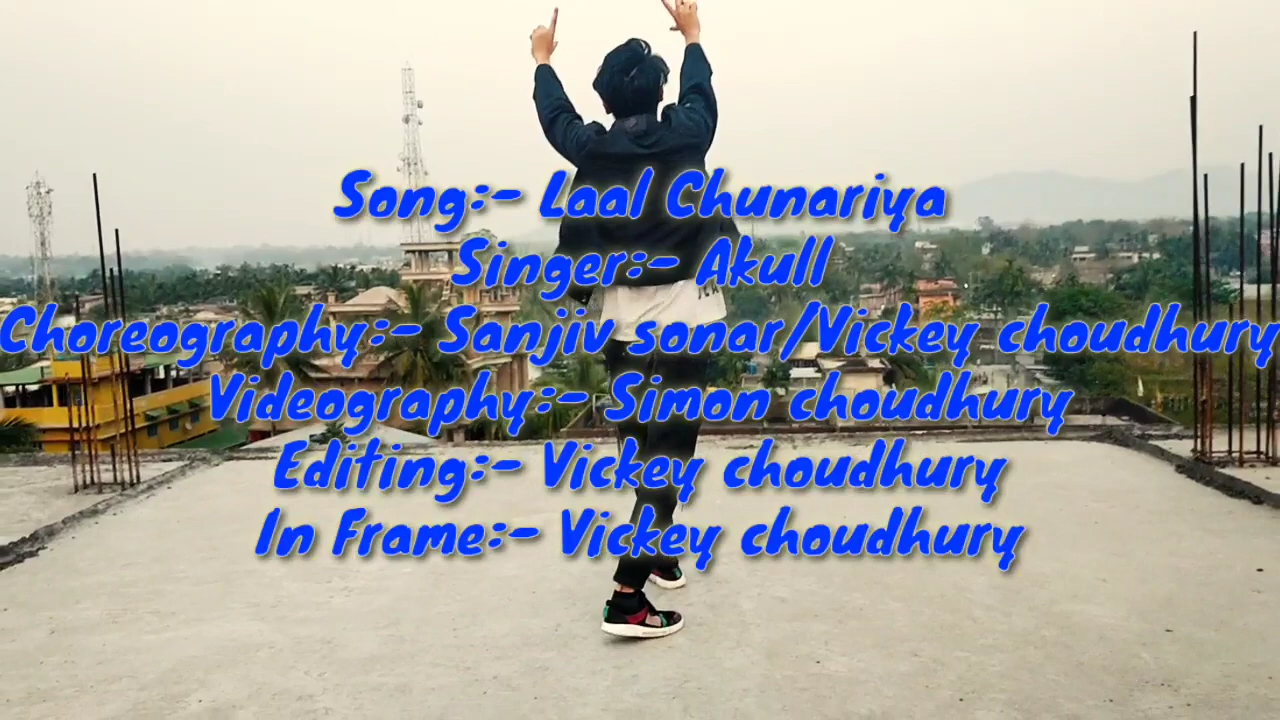 Song:- Laal Chunariya
Singer:- Akull
Choreography:- Sanjiv sonar/Vickey choudhury
Videography:- Simon choudhury
Editing:- Vickey choudhury
In Frame:- Vickey choudhury